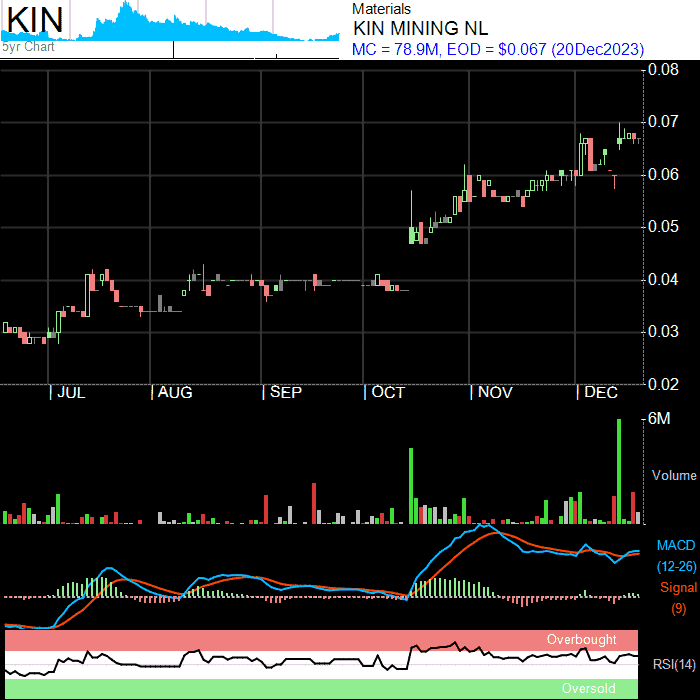 KIN
5yr Chart
Materials
KIN MINING NL
MC = 78.9M, EOD = $0.067 (20Dec2023)
0.08
0.07
0.06
0.05
0.04
0.03
0.02
JUL AUG SEP OCT NOV DEC
6M
Volume
MACD
(12-26)
Signal
(9)
Overbought
RSI(14)
Oversold